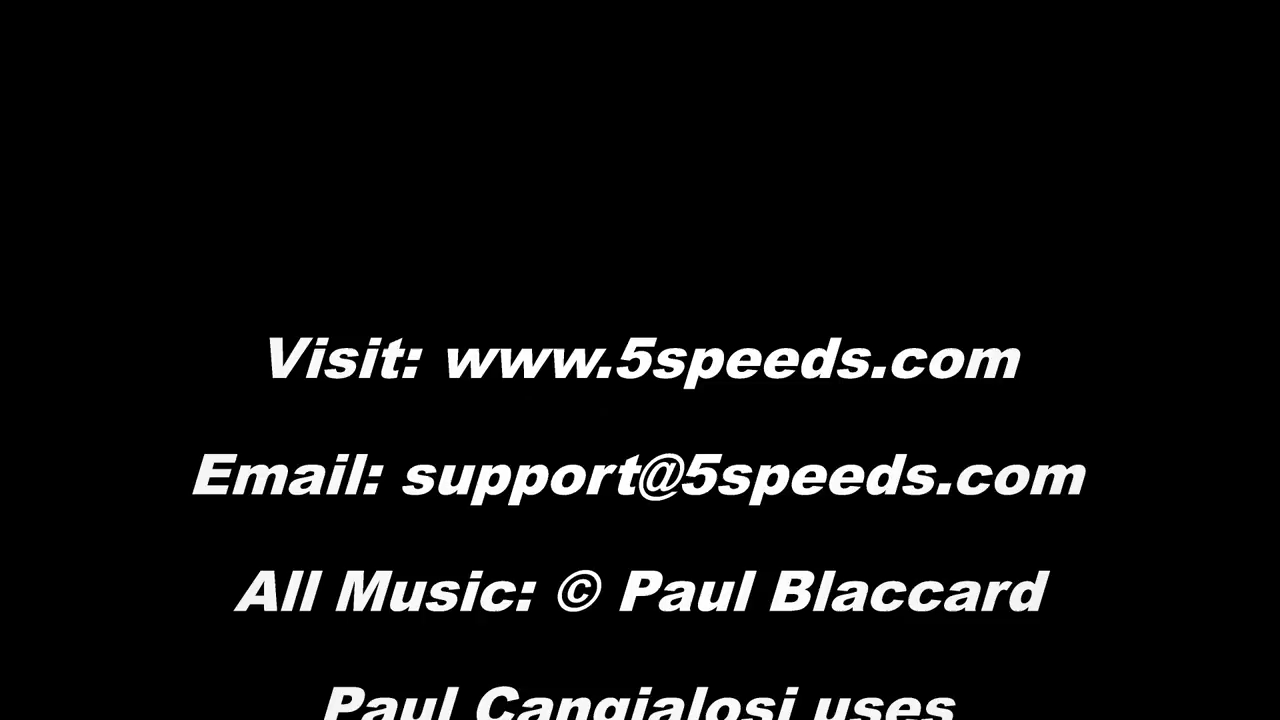 Visit: www.5speeds.com
Email: support@5speeds.com
All Music: © Paul Blaccard
Paul Cangialosi uses